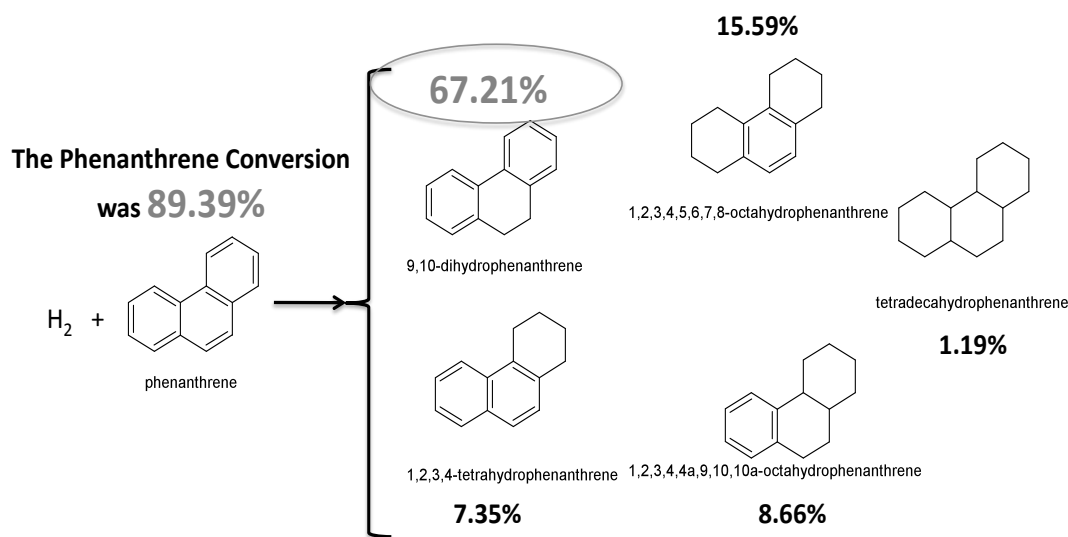 The Phenanthrene Conversion
was 89.39%
H2 +
phenanthrene
67.21%
9,10-dihydrophenanthrene
15.59%
1,2,3,4,5,6,7,8-octahydrophenanthrene
tetradecahydrophenanthrene
1.19%
1,2,3,4-tetrahydrophenanthrene
7.35%
1,2,3,4,4a,9,10,10a-octahydrophenanthrene
8.66%